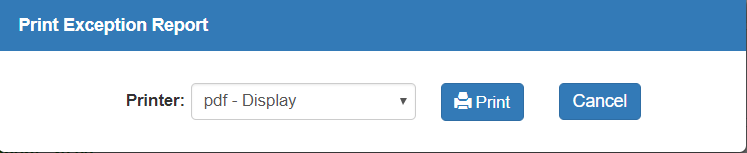 Print Exception Report
Printer: pdf - Display Print Cancel